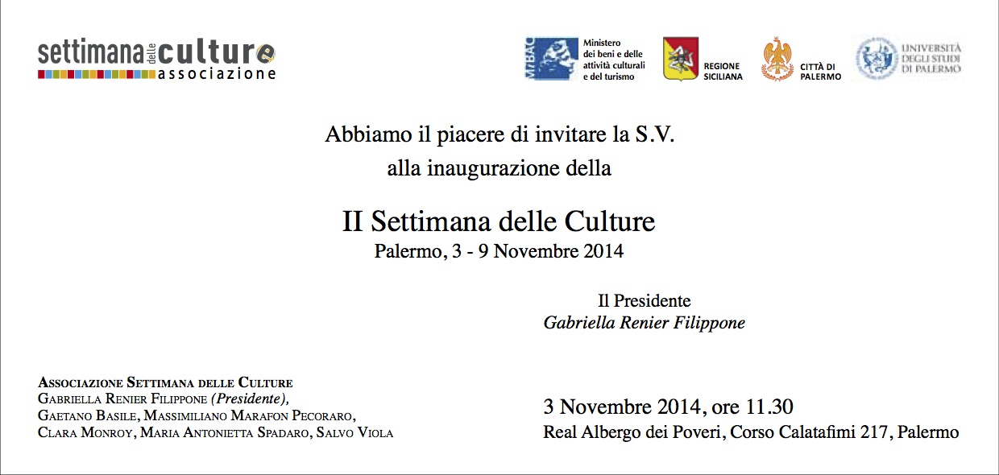 settimana delle culture
associazione
MIBAC
Ministero
dei beni e delle
attività culturali
e del turismo
REGIONE
SICILIANA
CITTÀ DI
PALERMO
UNIVERSITÀ
DEGLI STUDI
DI PALERMO
Abbiamo il piacere di invitare la S.V.
alla inaugurazione della
II Settimana delle Culture
Palermo, 3 - 9 Novembre 2014
Il Presidente
Gabriella Renier Filippone
ASSOCIAZIONE SETTIMANA DELLE CULTURE
GABRIELLA RENIER FILIPPONE (Presidente),
GAETANO BASILE, MASSIMILIANO MARAFON PECORARO,
CLARA MONROY, MARIA ANTONIETTA SPADARO, SALVO VIOLA
3 Novembre 2014, ore 11.30
Real Albergo dei Poveri, Corso Calatafimi 217, Palermo